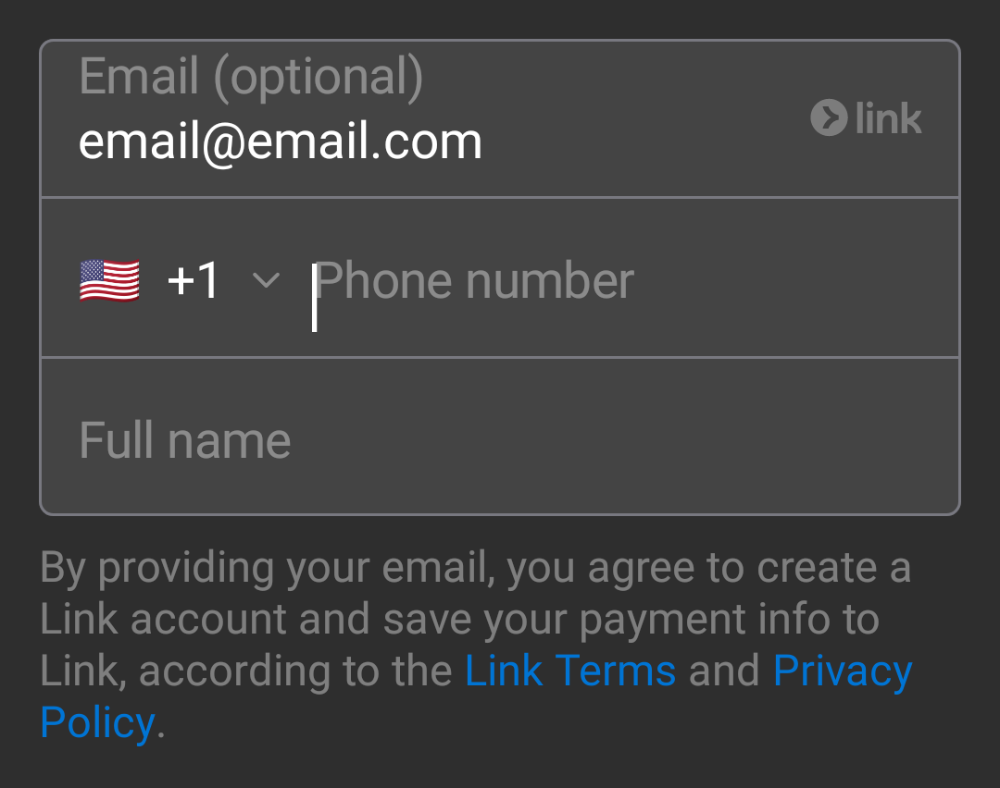 Email (optional)
email@email.com
link
+1 Phone number
Full name
By providing your email, you agree to create a
Link account and save your payment info to
Link, according to the Link Terms and Privacy
Policy.